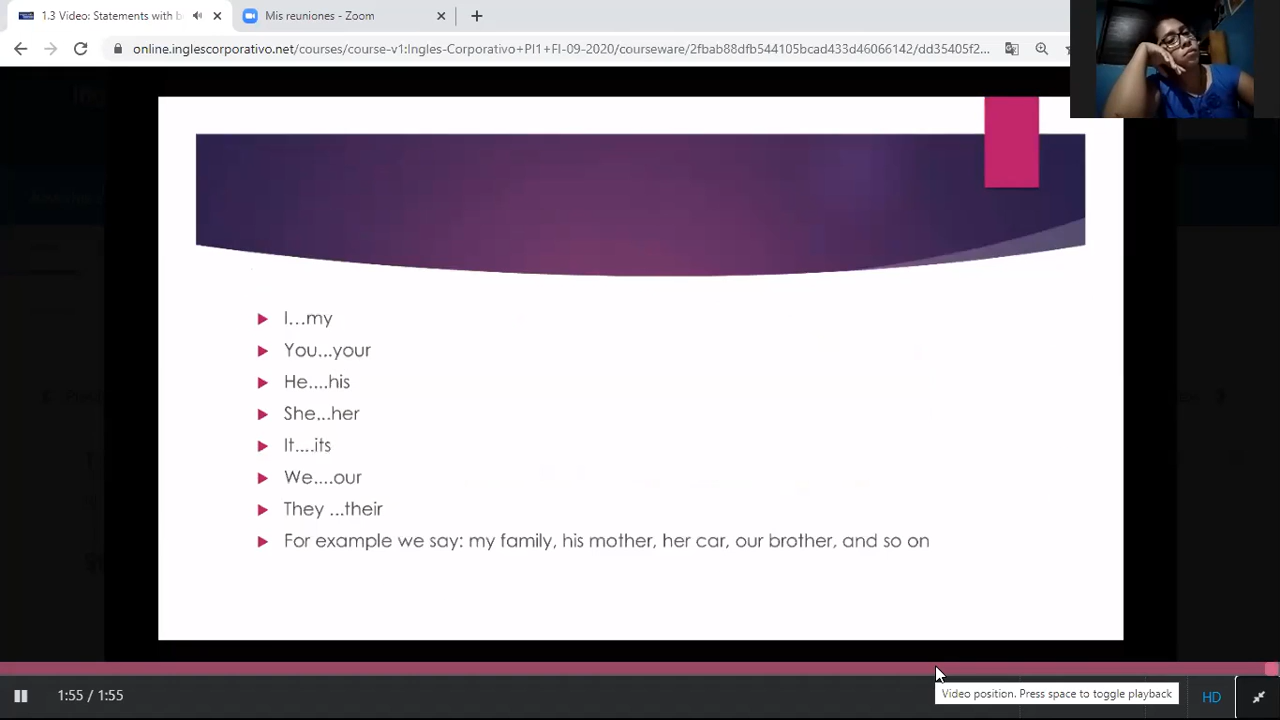 1.3 Video: Statements with b
Mis reuniones - Zoom
online.inglescorporativo.net/courses/course-v1:Ingles-Corporativo+PI1+FI-09-2020/courseware/2fbab88dfb544105bcad433d46066142/dd35405f2...
I...my
You...your
He....his
She...her
It....its
We....our
They ...their
For example we say: my family, his mother, her car, our brother, and so on
1:55 / 1:55
Video position. Press space to toggle playback
HD